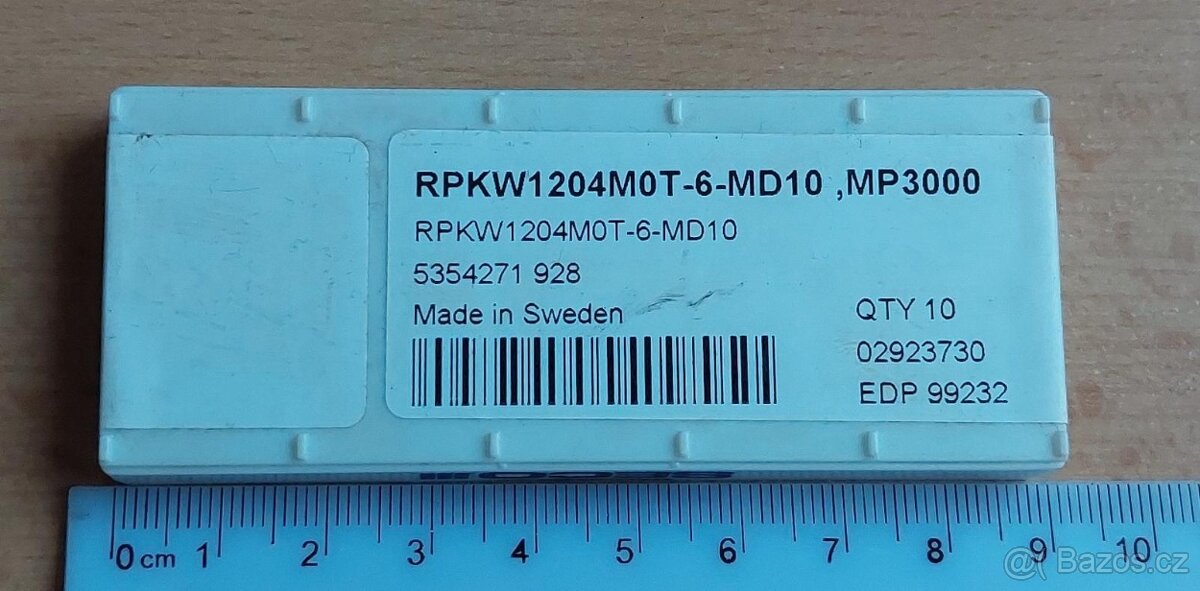 RPKW1204M0T-6-MD10 ,MP3000
RPKW1204M0T-6-MD10
5354271 928
Made in Sweden
QTY 10
02923730
EDP 99232
0 cm 1 2 3 4 5 6 7 8 9 10
Bazoš.cz